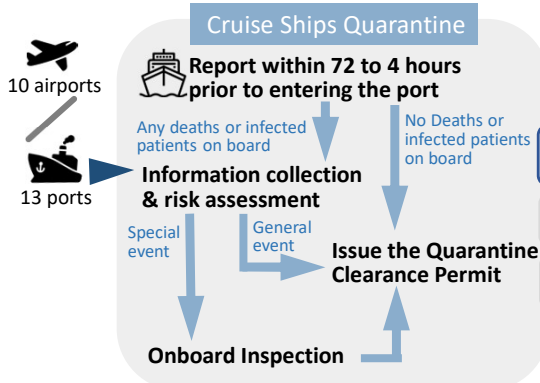 Cruise Ships Quarantine
Report within 72 to 4 hours
prior to entering the port
10 airports
Any deaths or infected
patients on board
No Deaths or
infected patients
on board
13 ports
Information collection
& risk assessment
Special
event
General
event
Issue the Quarantine
Clearance Permit
Onboard Inspection